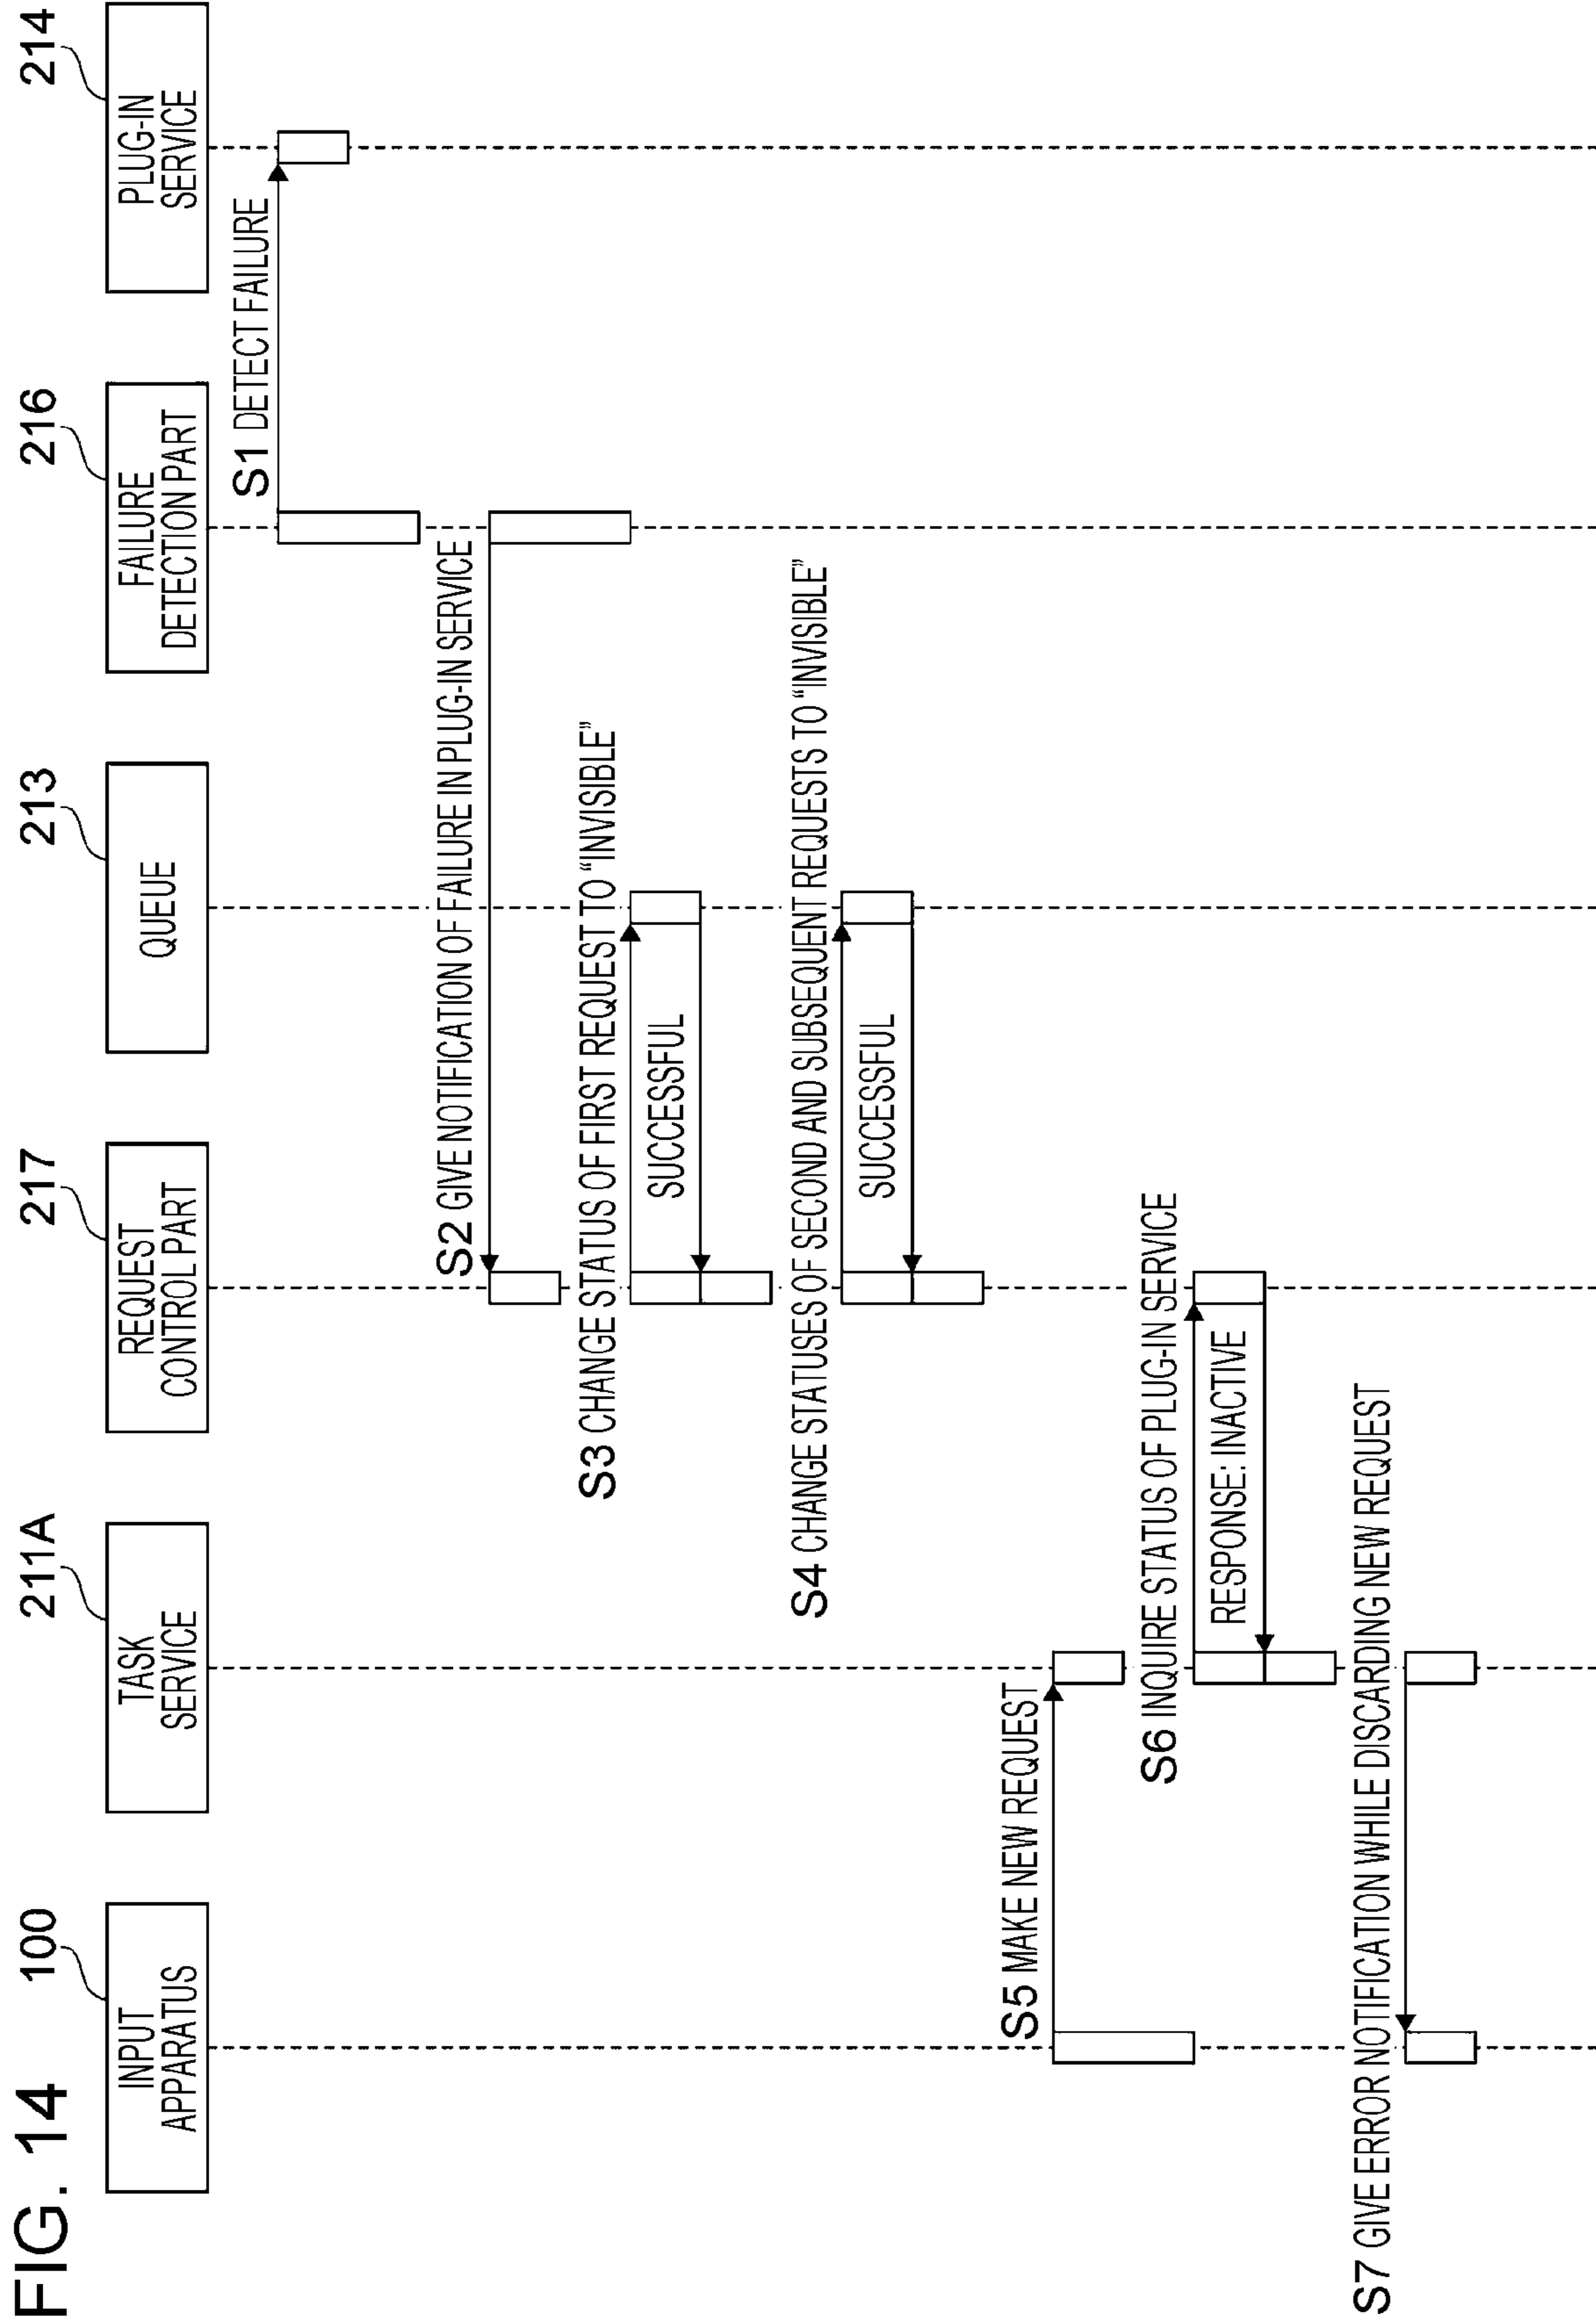 FIG. 14
100
211A
217
213
216
214
INPUT
APPARATUS
TASK
SERVICE
REQUEST
CONTROL PART
QUEUE
FAILURE
DETECTION PART
PLUG-IN
SERVICE
S1 DETECT FAILURE
S2 GIVE NOTIFICATION OF FAILURE IN PLUG-IN SERVICE
S3 CHANGE STATUS OF FIRST REQUEST TO “INVISIBLE”
SUCCESSFUL
S4 CHANGE STATUSES OF SECOND AND SUBSEQUENT REQUESTS TO “INVISIBLE”
SUCCESSFUL
S5 MAKE NEW REQUEST
S6 INQUIRE STATUS OF PLUG-IN SERVICE
RESPONSE: INACTIVE
S7 GIVE ERROR NOTIFICATION WHILE DISCARDING NEW REQUEST